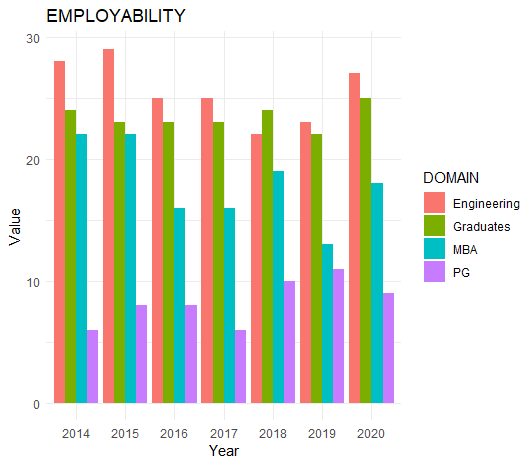 EMPLOYABILITY
30
20
10
0
Value
2014 2015 2016 2017 2018 2019 2020
Year
DOMAIN
Engineering
Graduates
MBA
PG